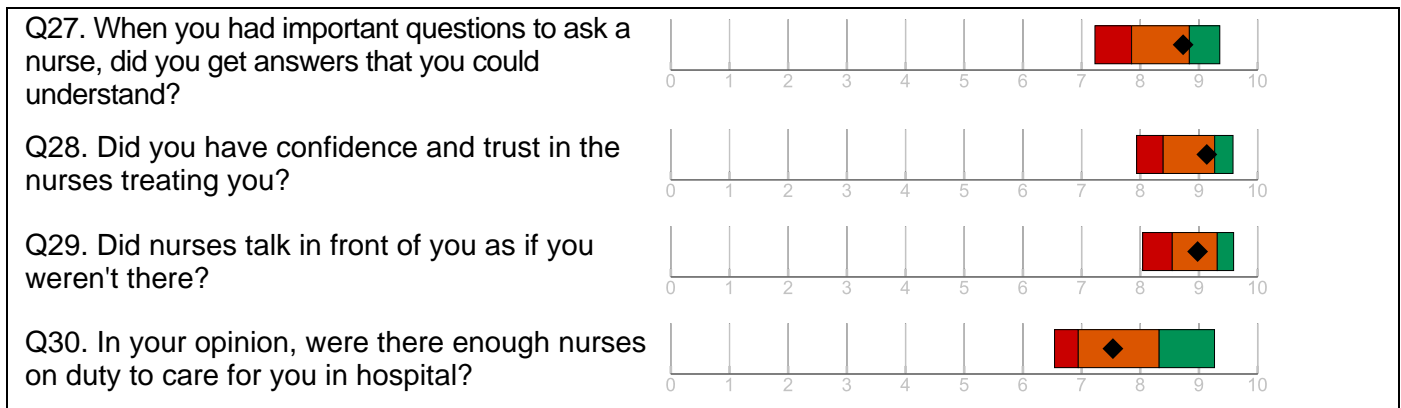 Q27. When you had important questions to ask a
nurse, did you get answers that you could
understand?
0 1 2 3 4 5 6 7 8 9 10
Q28. Did you have confidence and trust in the
nurses treating you?
0 1 2 3 4 5 6 7 8 9 10
Q29. Did nurses talk in front of you as if you
weren't there?
0 1 2 3 4 5 6 7 8 9 10
Q30. In your opinion, were there enough nurses
on duty to care for you in hospital?
0 1 2 3 4 5 6 7 8 9 10